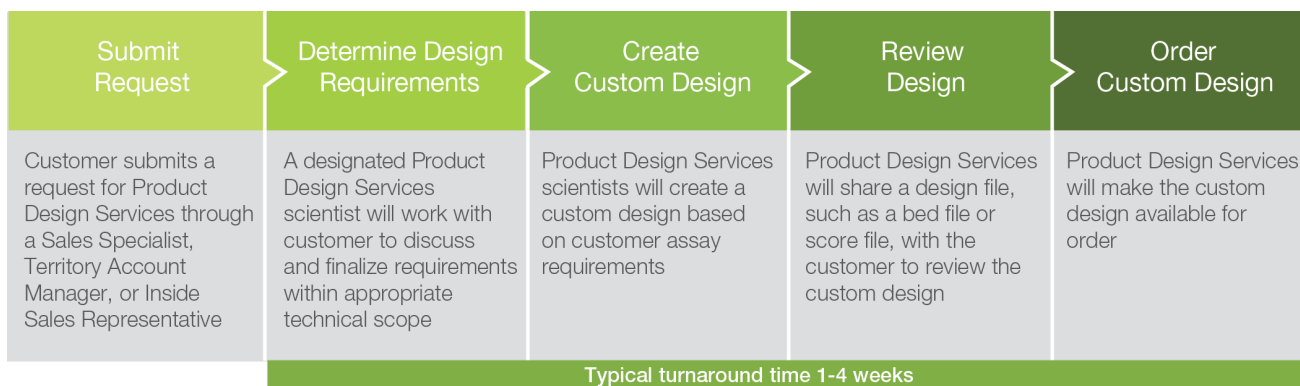 Submit
Request
Determine Design
Requirements
Create
Custom Design
Review
Design
Order
Custom Design
Customer submits a
request for Product
Design Services through
a Sales Specialist,
Territory Account
Manager, or Inside
Sales Representative
A designated Product
Design Services
scientist will work with
customer to discuss
and finalize requirements
within appropriate
technical scope
Product Design Services
scientists will create a
custom design based
on customer assay
requirements
Product Design Services
will share a design file,
such as a bed file or
score file, with the
customer to review the
custom design
Product Design Services
will make the custom
design available for
order
Typical turnaround time 1-4 weeks